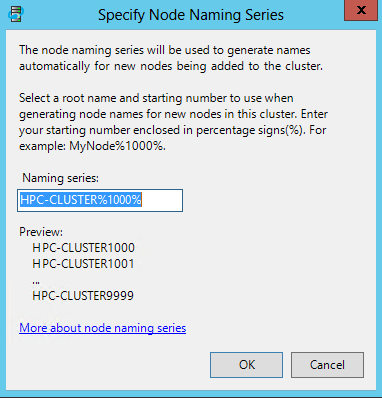 Specify Node Naming Series
x
The node naming series will be used to generate names
automatically for new nodes being added to the cluster.
Select a root name and starting number to use when
generating node names for new nodes in this cluster. Enter
your starting number enclosed in percentage signs(%). For
example: MyNode%1000%.
Naming series:
HPC-CLUSTER%1000%
Preview:
HPC-CLUSTER1000
HPC-CLUSTER1001
...
HPC-CLUSTER9999
More about node naming series
OK
Cancel